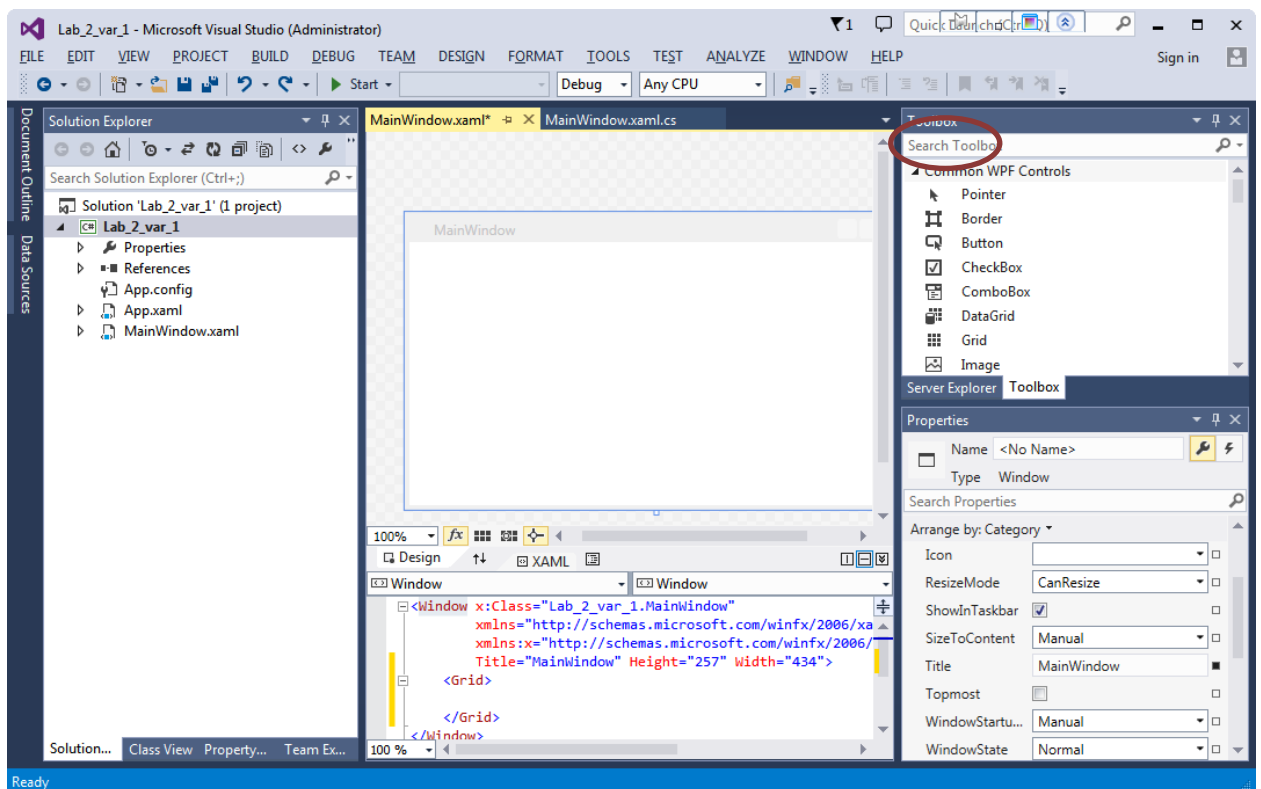 Lab_2_var_1 - Microsoft Visual Studio (Administrator)
1
FILE EDIT VIEW PROJECT BUILD DEBUG TEAM DESIGN FORMAT TOOLS TEST ANALYZE WINDOW HELP
Sign in
Start
Debug
Any CPU
Document Outline
Data Sources
Solution Explorer
Search Solution Explorer (Ctrl+;)
Solution 'Lab_2_var_1' (1 project)
C# Lab_2_var_1
Properties
References
App.config
App.xaml
MainWindow.xaml
Solution... Class View Property... Team Ex...
MainWindow.xaml* MainWindow.xaml.cs
MainWindow
100% fx
Design XAML
Window Window
<Window x:Class="Lab_2_var_1.MainWindow"
xmlns="http://schemas.microsoft.com/winfx/2006/xa
xmlns:x="http://schemas.microsoft.com/winfx/2006/
Title="MainWindow" Height="257" Width="434">
<Grid>
</Grid>
</Window>
100 %
Toolbox
Search Toolbo
Common WPF Controls
Pointer
Border
Button
CheckBox
ComboBox
DataGrid
Grid
Image
Server Explorer Toolbox
Properties
Name <No Name>
Type Window
Search Properties
Arrange by: Category
Icon
ResizeMode CanResize
ShowInTaskbar
SizeToContent Manual
Title MainWindow
Topmost
WindowStartu... Manual
WindowState Normal
Ready